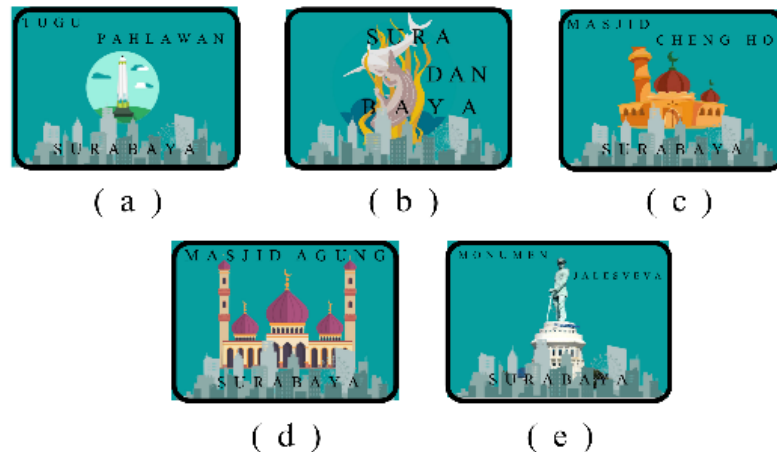 TUGU
PAHLAWAN
SURABAYA
(a)
SURA
DAN
BAYA
(b)
MASJID
CHENG HO
SURABAYA
(c)
MASJID AGUNG
SURABAYA
(d)
MONUMEN
JALESVEVA
SURABAYA
(e)